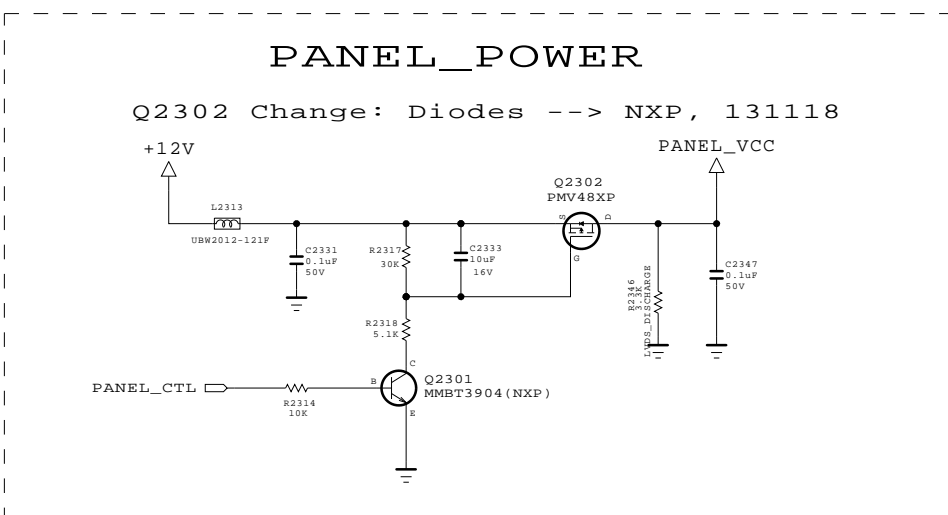 PANEL_POWER
Q2302 Change: Diodes --> NXP, 131118
+12V
PANEL_VCC
Q2302
PMV48XP
L2313
UBW2012-121F
S
D
G
C2331
0.1uF
50V
R2317
30K
C2333
10uF
16V
R2346
3.3K
LVDS_DISCHARGE
C2347
0.1uF
50V
R2318
5.1K
C
PANEL_CTL
B
Q2301
MMBT3904(NXP)
R2314
10K
E